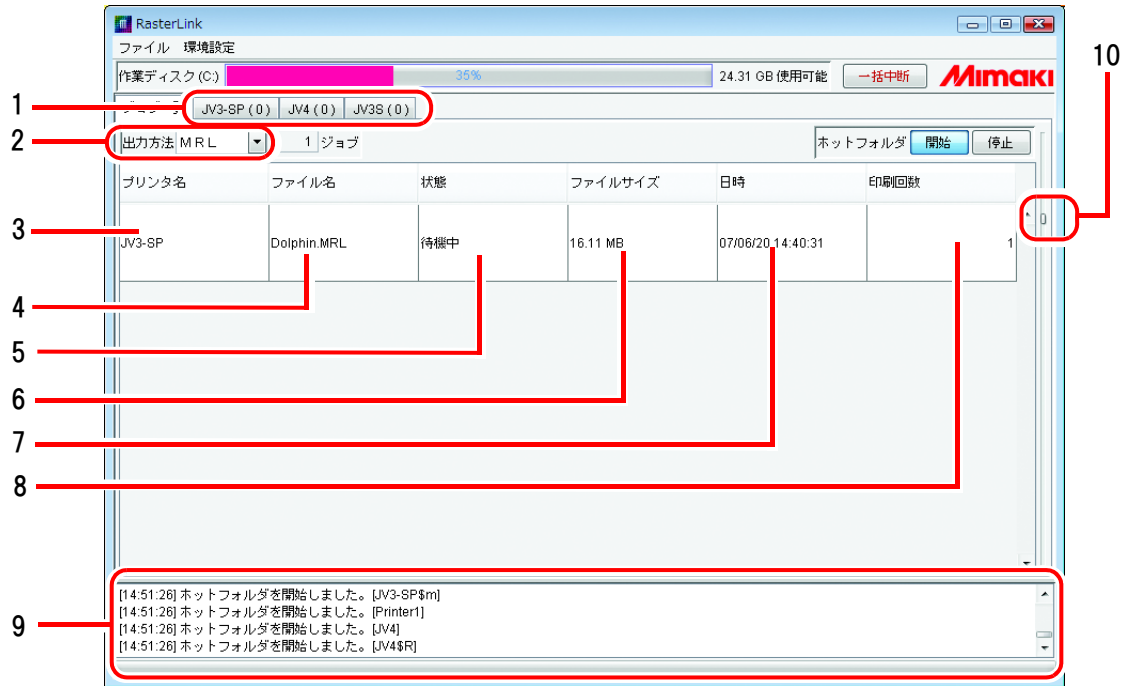 RasterLink
ファイル 環境設定
作業ディスク(C:) 35% 24.31 GB 使用可能 一括中断 Mimaki
10
1
JV3-SP ( 0 ) JV4 ( 0 ) JV3S ( 0 )
2
出力方法 MRL 1 ジョブ ホットフォルダ 開始 停止
プリンタ名 ファイル名 状態 ファイルサイズ 日時 印刷回数
3
JV3-SP Dolphin.MRL 待機中 16.11 MB 07/06/20 14:40:31 1
4
5
6
7
8
9
[14:51:26] ホットフォルダを開始しました。[JV3-SP$m]
[14:51:26] ホットフォルダを開始しました。[Printer1]
[14:51:26] ホットフォルダを開始しました。[JV4]
[14:51:26] ホットフォルダを開始しました。[JV4$R]